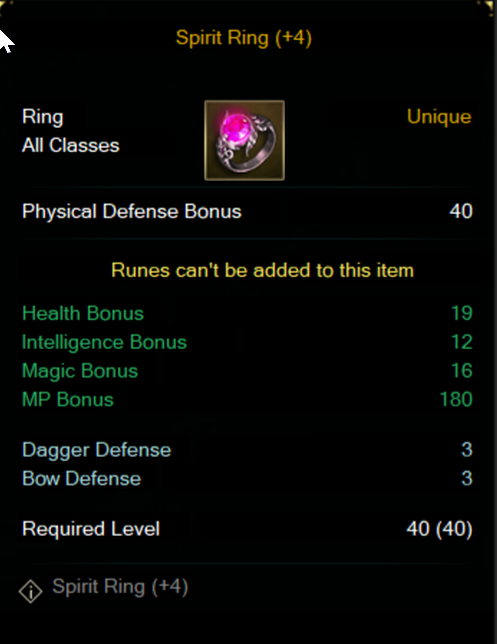 Spirit Ring (+4)
Ring
Unique
All Classes
Physical Defense Bonus 40
Runes can't be added to this item
Health Bonus 19
Intelligence Bonus 12
Magic Bonus 16
MP Bonus 180
Dagger Defense 3
Bow Defense 3
Required Level 40 (40)
Spirit Ring (+4)